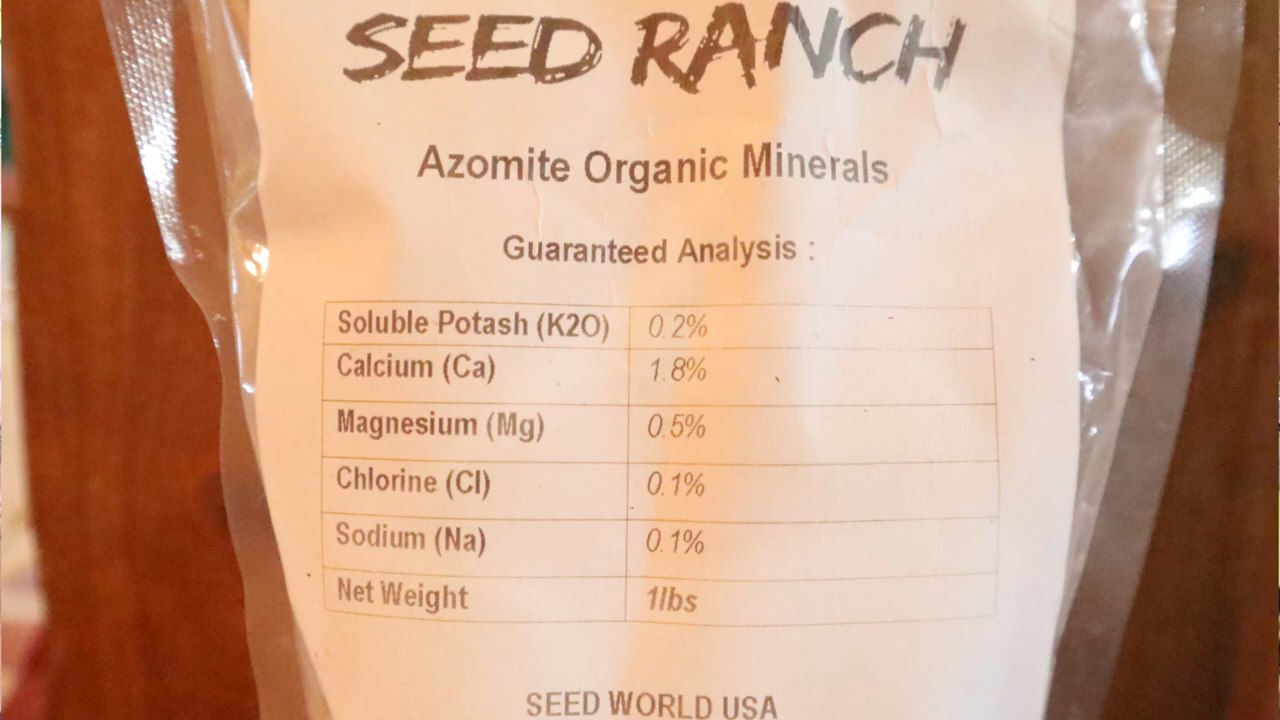 SEED RANCH
Azomite Organic Minerals
Guaranteed Analysis :
Soluble Potash (K2O) 0.2%
Calcium (Ca) 1.8%
Magnesium (Mg) 0.5%
Chlorine (Cl) 0.1%
Sodium (Na) 0.1%
Net Weight 1lbs
SEED WORLD USA